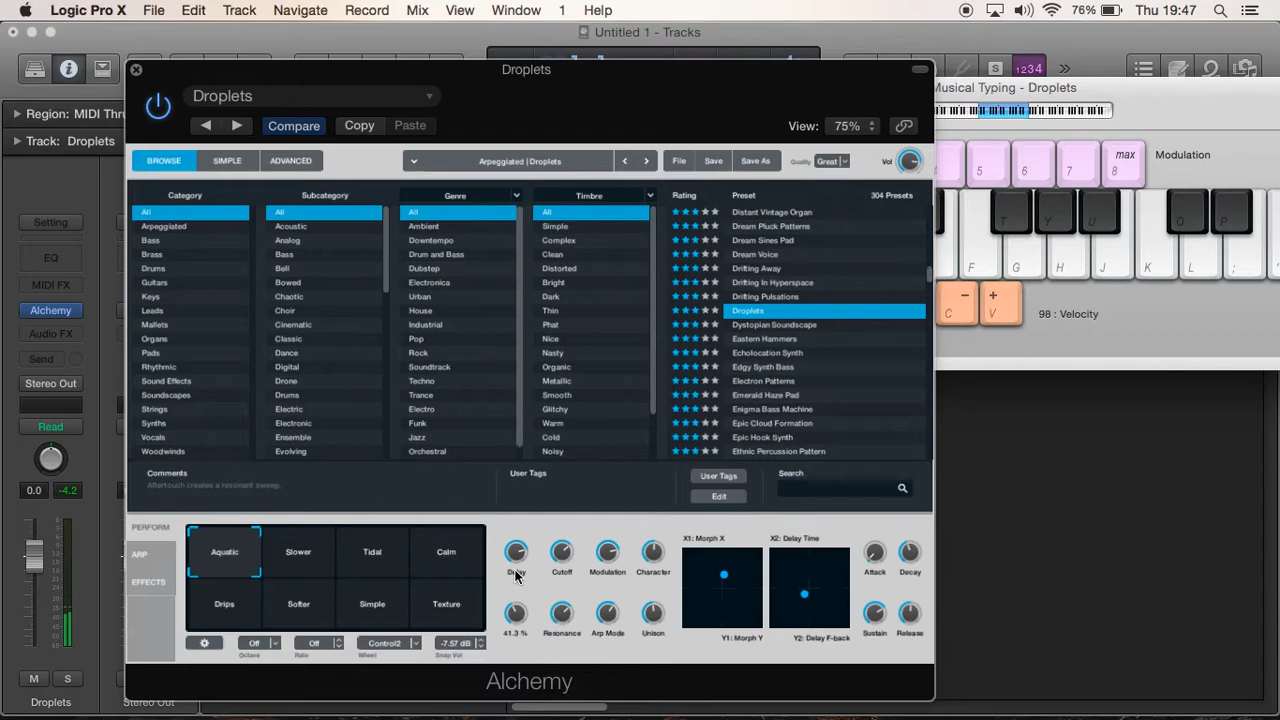 Logic Pro X File Edit Track Navigate Record Mix View Window 1 Help 76% Thu 19:47
Untitled 1 - Tracks
S 1234
Droplets
Musical Typing - Droplets
Region: MIDI Thr
Track: Droplets
Droplets
Compare Copy Paste View: 75%
5 6 7 max 8 Modulation
BROWSE SIMPLE ADVANCED Arpeggiated | Droplets File Save Save As Quality Great Vol
Category Subcategory Genre Timbre Rating Preset 304 Presets
All All All All Distant Vintage Organ
Arpeggiated Acoustic Ambient Simple Dream Pluck Patterns
Bass Analog Downtempo Complex Dream Sines Pad
Brass Bass Drum and Bass Clean Dream Voice
Drums Bell Dubstep Distorted Drifting Away
Guitars Bowed Electronica Bright Drifting In Hyperspace
Keys Chaotic Urban Dark Drifting Pulsations
Leads Choir House Thin Droplets
Mallets Cinematic Industrial Phat Dystopian Soundscape
Organs Classic Pop Nice Eastern Hammers
Pads Dance Rock Nasty Echolocation Synth
Rhythmic Digital Soundtrack Organic Edgy Synth Bass
Sound Effects Drone Techno Metallic Electron Patterns
Soundscapes Drums Trance Smooth Emerald Haze Pad
Strings Electric Electro Glitchy Enigma Bass Machine
Synths Electronic Funk Warm Epic Cloud Formation
Vocals Ensemble Jazz Cold Epic Hook Synth
Woodwinds Evolving Orchestral Noisy Ethnic Percussion Pattern
T Y U O P
F G H J K L ;
C − + V 98 : Velocity
Setting
EQ
MIDI FX
Alchemy
Audio FX
Send
Stereo Out
Read
0.0 -4.2
M S
Droplets Stereo Out
Comments User Tags User Tags Search
Aftertouch creates a resonant sweep.
Edit
PERFORM
ARP
EFFECTS
Aquatic Slower Tidal Calm
Drips Softer Simple Texture
Off Off Control2 -7.57 dB
Octave Rate Wheel Snap Vol
Cutoff Modulation Character
41.3 % Resonance Arp Mode Unison
X1: Morph X X2: Delay Time
Y1: Morph Y Y2: Delay F-back
Attack Decay
Sustain Release
Alchemy